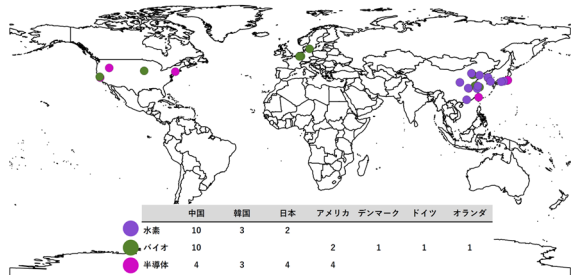 中国 韓国 日本 アメリカ デンマーク ドイツ オランダ
水素 10 3 2
バイオ 10 2 1 1 1
半導体 4 3 4 4